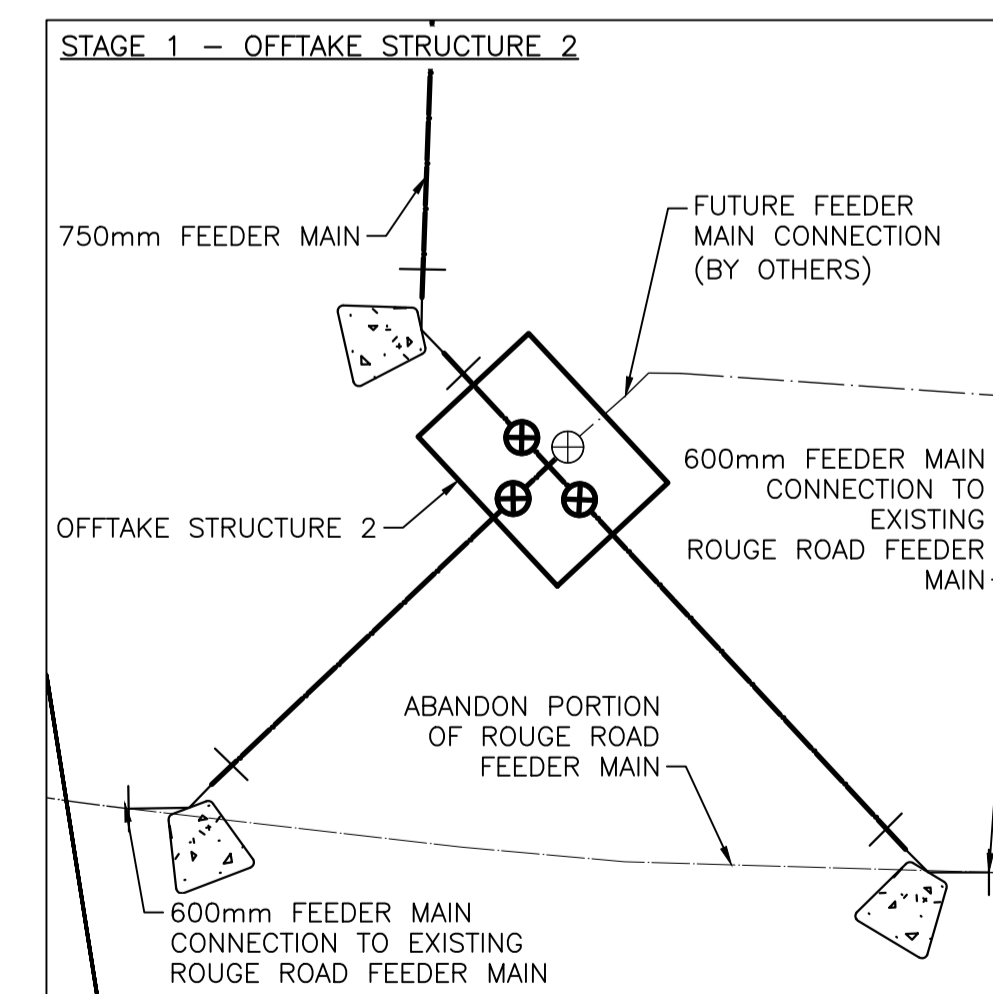 STAGE 1 – OFFTAKE STRUCTURE 2
750mm FEEDER MAIN
FUTURE FEEDER
MAIN CONNECTION
(BY OTHERS)
600mm FEEDER MAIN
CONNECTION TO
EXISTING
ROUGE ROAD FEEDER
MAIN
OFFTAKE STRUCTURE 2
ABANDON PORTION
OF ROUGE ROAD
FEEDER MAIN
600mm FEEDER MAIN
CONNECTION TO EXISTING
ROUGE ROAD FEEDER MAIN